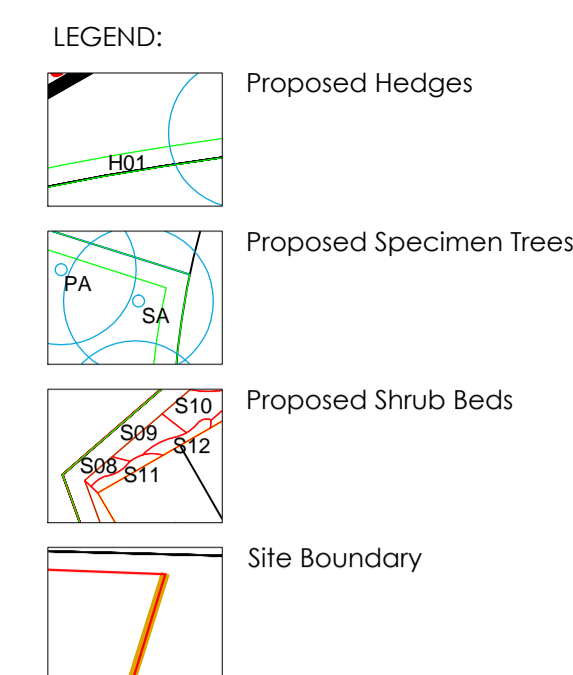 LEGEND:
Proposed Hedges
H01
Proposed Specimen Trees
PA
SA
Proposed Shrub Beds
S10
S09
S12
S08
S11
Site Boundary